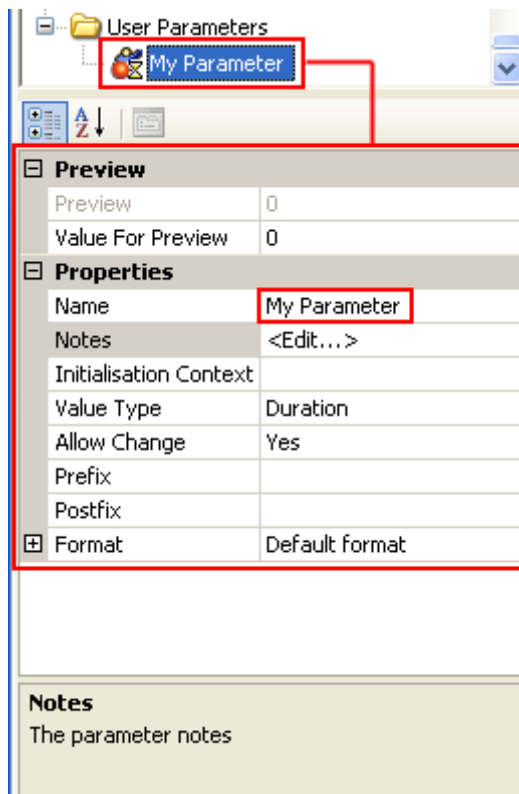 User Parameters
My Parameter
A
Z
Preview
Preview 0
Value For Preview 0
Properties
Name My Parameter
Notes <Edit...>
Initialisation Context
Value Type Duration
Allow Change Yes
Prefix
Postfix
Format Default format
Notes
The parameter notes